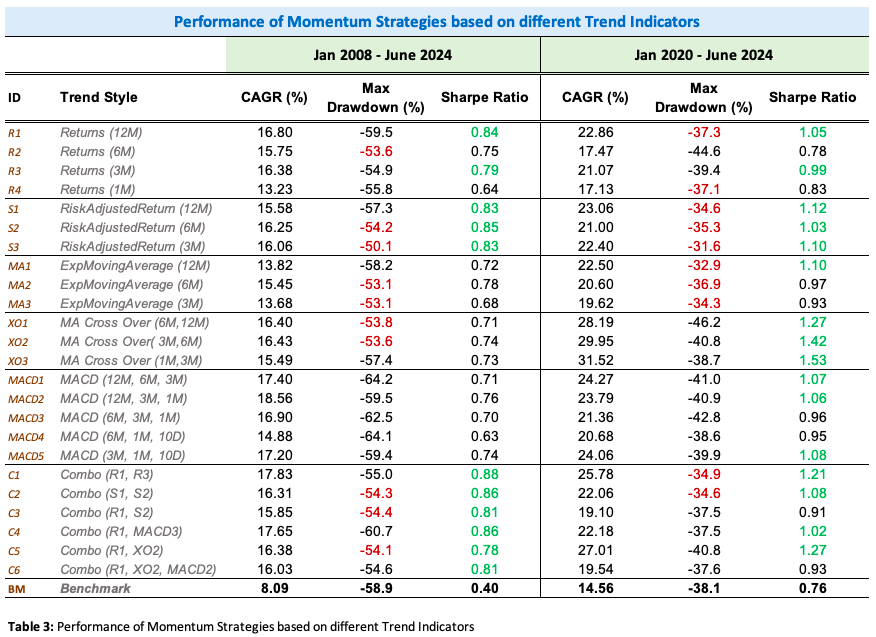 Performance of Momentum Strategies based on different Trend Indicators
Jan 2008 - June 2024 Jan 2020 - June 2024
ID Trend Style CAGR (%) Max Drawdown (%) Sharpe Ratio CAGR (%) Max Drawdown (%) Sharpe Ratio
R1 Returns (12M) 16.80 -59.5 0.84 22.86 -37.3 1.05
R2 Returns (6M) 15.75 -53.6 0.75 17.47 -44.6 0.78
R3 Returns (3M) 16.38 -54.9 0.79 21.07 -39.4 0.99
R4 Returns (1M) 13.23 -55.8 0.64 17.13 -37.1 0.83
S1 RiskAdjustedReturn (12M) 15.58 -57.3 0.83 23.06 -34.6 1.12
S2 RiskAdjustedReturn (6M) 16.25 -54.2 0.85 21.00 -35.3 1.03
S3 RiskAdjustedReturn (3M) 16.06 -50.1 0.83 22.40 -31.6 1.10
MA1 ExpMovingAverage (12M) 13.82 -58.2 0.72 22.50 -32.9 1.10
MA2 ExpMovingAverage (6M) 15.45 -53.1 0.78 20.60 -36.9 0.97
MA3 ExpMovingAverage (3M) 13.68 -53.1 0.68 19.62 -34.3 0.93
XO1 MA Cross Over (6M,12M) 16.40 -53.8 0.71 28.19 -46.2 1.27
XO2 MA Cross Over( 3M,6M) 16.43 -53.6 0.74 29.95 -40.8 1.42
XO3 MA Cross Over (1M,3M) 15.49 -57.4 0.73 31.52 -38.7 1.53
MACD1 MACD (12M, 6M, 3M) 17.40 -64.2 0.71 24.27 -41.0 1.07
MACD2 MACD (12M, 3M, 1M) 18.56 -59.5 0.76 23.79 -40.9 1.06
MACD3 MACD (6M, 3M, 1M) 16.90 -62.5 0.70 21.36 -42.8 0.96
MACD4 MACD (6M, 1M, 10D) 14.88 -64.1 0.63 20.68 -38.6 0.95
MACD5 MACD (3M, 1M, 10D) 17.20 -59.4 0.74 24.06 -39.9 1.08
C1 Combo (R1, R3) 17.83 -55.0 0.88 25.78 -34.9 1.21
C2 Combo (S1, S2) 16.31 -54.3 0.86 22.06 -34.6 1.08
C3 Combo (R1, S2) 15.85 -54.4 0.81 19.10 -37.5 0.91
C4 Combo (R1, MACD3) 17.65 -60.7 0.86 22.18 -37.5 1.02
C5 Combo (R1, XO2) 16.38 -54.1 0.78 27.01 -40.8 1.27
C6 Combo (R1, XO2, MACD2) 16.03 -54.6 0.81 19.54 -37.6 0.93
BM Benchmark 8.09 -58.9 0.40 14.56 -38.1 0.76
Table 3: Performance of Momentum Strategies based on different Trend Indicators